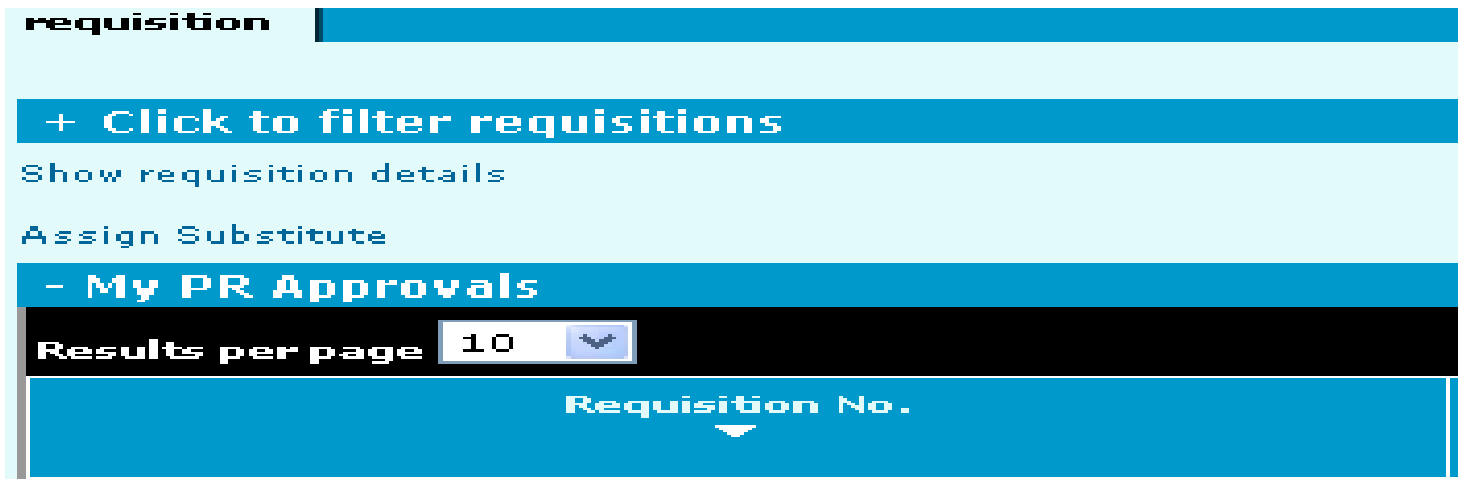 requisition
+ Click to filter requisitions
Show requisition details
Assign Substitute
- My PR Approvals
Results per page 10
Requisition No.